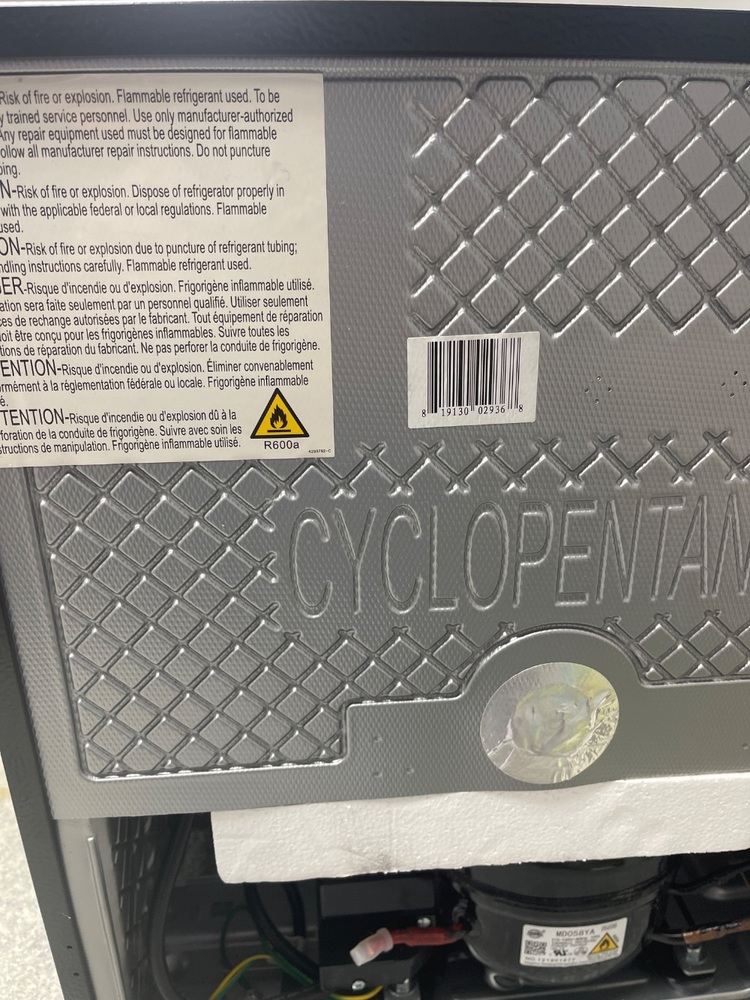 Risk of fire or explosion. Flammable refrigerant used. To be
y trained service personnel. Use only manufacturer-authorized
Any repair equipment used must be designed for flammable
ollow all manufacturer repair instructions. Do not puncture
bing.
N-Risk of fire or explosion. Dispose of refrigerator properly in
with the applicable federal or local regulations. Flammable
used.
ON-Risk of fire or explosion due to puncture of refrigerant tubing;
ndling instructions carefully. Flammable refrigerant used.
ER-Risque d'incendie ou d'explosion. Frigorigène inflammable utilisé.
ation sera faite seulement par un personnel qualifié. Utiliser seulement
ces de rechange autorisées par le fabricant. Tout équipement de réparation
oit être conçu pour les frigorigènes inflammables. Suivre toutes les
tions de réparation du fabricant. Ne pas perforer la conduite de frigorigène.
ENTION-Risque d'incendie ou d'explosion. Éliminer convenablement
ormément à la réglementation fédérale ou locale. Frigorigène inflammable
é.
TENTION-Risque d'incendie ou d'explosion dû à la
rforation de la conduite de frigorigène. Suivre avec soin les
structions de manipulation. Frigorigène inflammable utilisé.
R600a
8 19130 02936 8
CYCLOPENTAN
MDO58YA